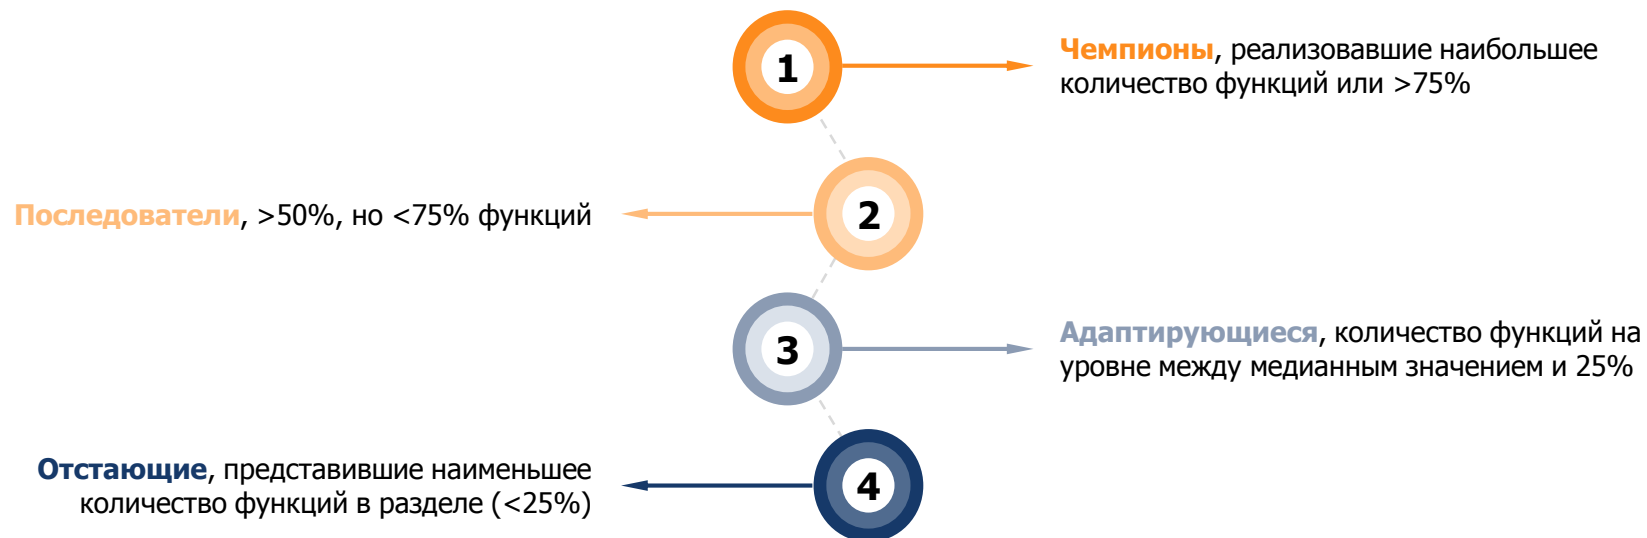 1
Чемпионы, реализовавшие наибольшее
количество функций или >75%
Последователи, >50%, но <75% функций
2
3
Адаптирующиеся, количество функций на
уровне между медианным значением и 25%
Отстающие, представившие наименьшее
количество функций в разделе (<25%)
4